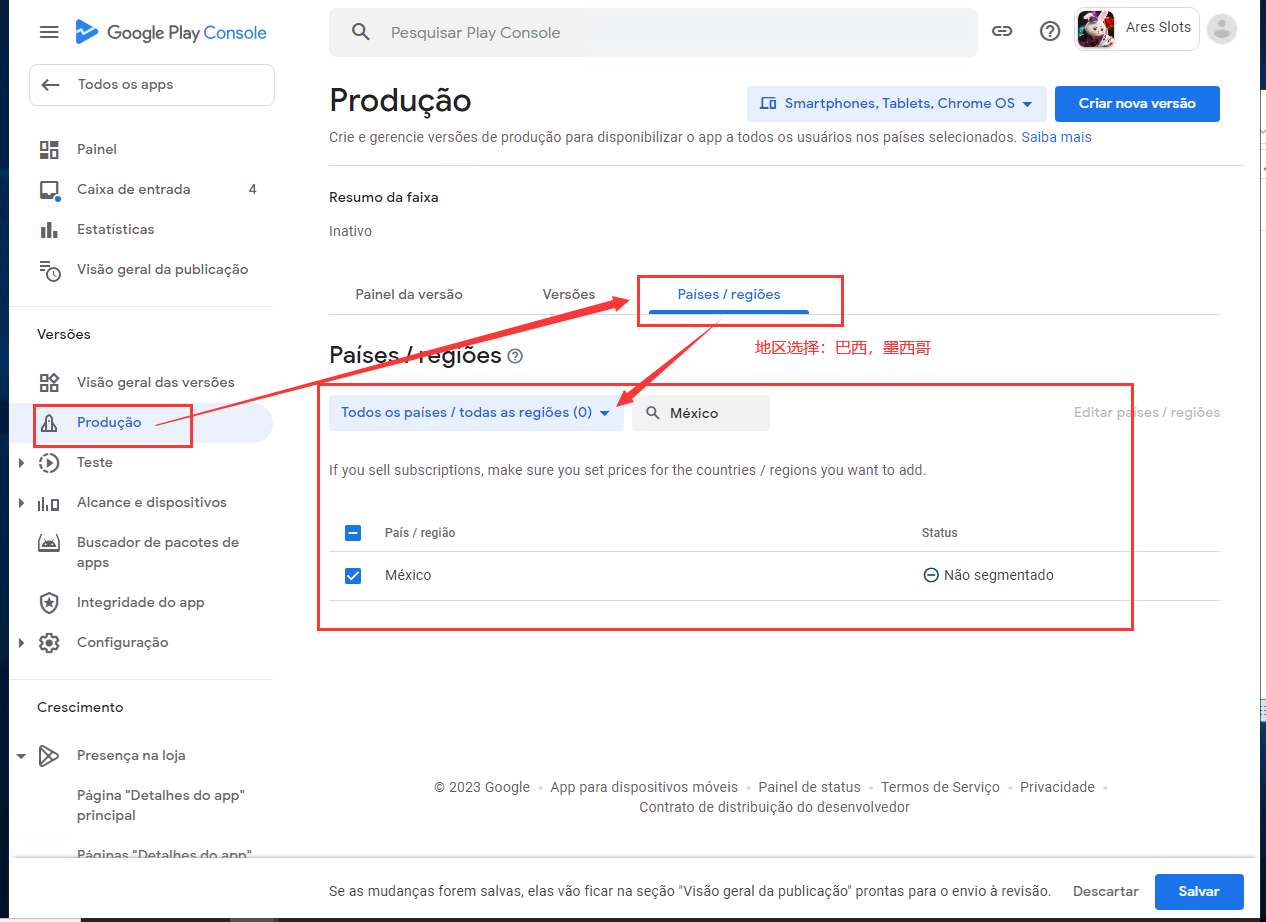 Google Play Console
Pesquisar Play Console
Ares Slots
Todos os apps
Painel
Caixa de entrada 4
Estatísticas
Visão geral da publicação
Versões
Visão geral das versões
Produção
Teste
Alcance e dispositivos
Buscador de pacotes de
apps
Integridade do app
Configuração
Crescimento
Presença na loja
Página "Detalhes do app"
principal
Páginas "Detalhes do app"
Produção
Smartphones, Tablets, Chrome OS
Criar nova versão
Crie e gerencie versões de produção para disponibilizar o app a todos os usuários nos países selecionados. Saiba mais
Resumo da faixa
Inativo
Painel da versão Versões Países / regiões
地区选择：巴西，墨西哥
Países / regiões
Todos os países / todas as regiões (0) México Editar países / regiões
If you sell subscriptions, make sure you set prices for the countries / regions you want to add.
País / região Status
México Não segmentado
© 2023 Google • App para dispositivos móveis • Painel de status • Termos de Serviço • Privacidade •
Contrato de distribuição do desenvolvedor
Se as mudanças forem salvas, elas vão ficar na seção "Visão geral da publicação" prontas para o envio à revisão. Descartar Salvar